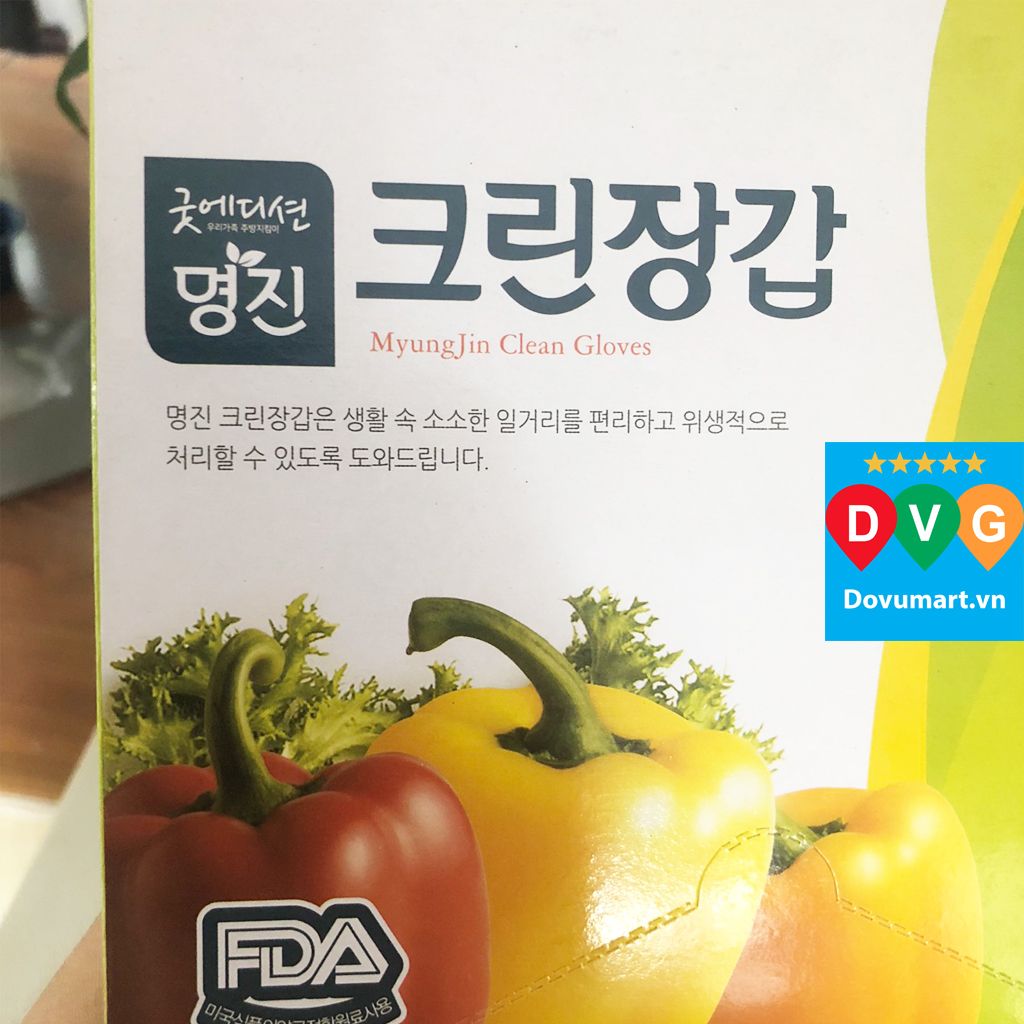 굿에디션
우리가족 주방지킴이
명진
크린장갑
MyungJin Clean Gloves
명진 크린장갑은 생활 속 소소한 일거리를 편리하고 위생적으로
처리할 수 있도록 도와드립니다.
DVG
Dovumart.vn
FDA